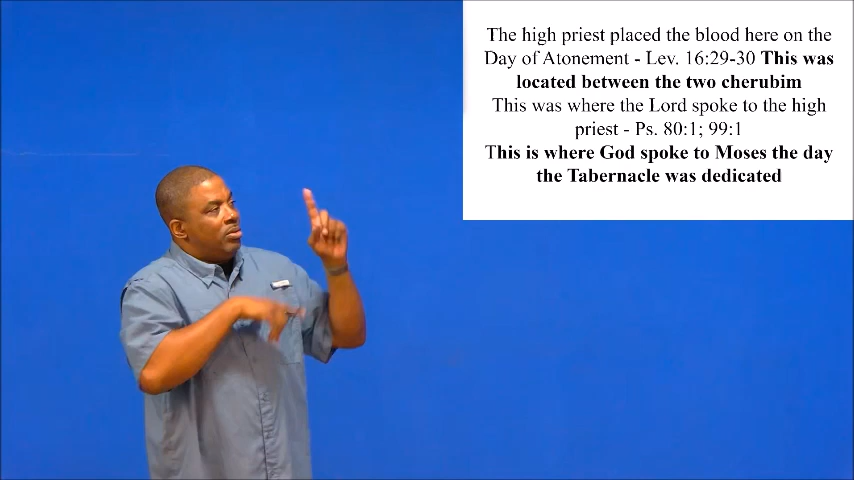 The high priest placed the blood here on the
Day of Atonement - Lev. 16:29-30 This was
located between the two cherubim
This was where the Lord spoke to the high
priest - Ps. 80:1; 99:1
This is where God spoke to Moses the day
the Tabernacle was dedicated